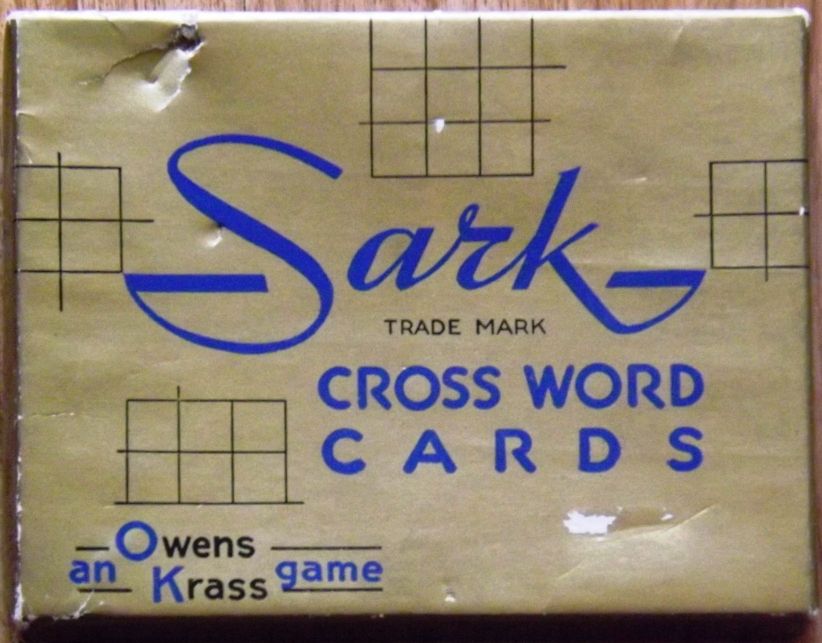 Sark
TRADE MARK
CROSS WORD
CARDS
an Owens Krass game